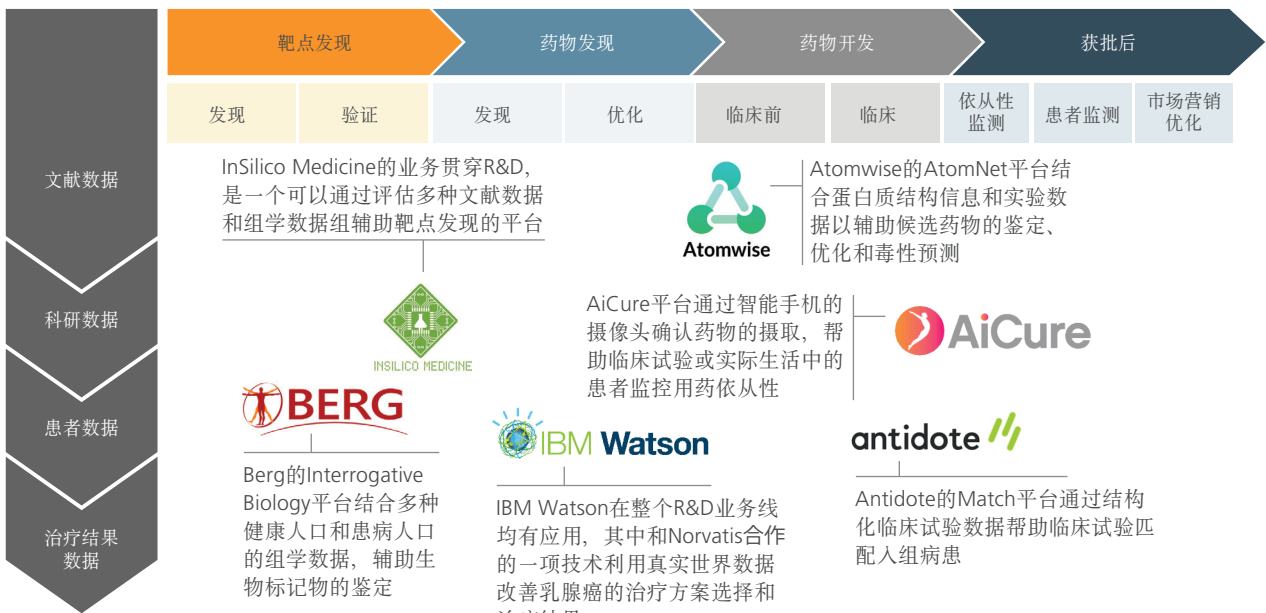 靶点发现
药物发现
药物开发
获批后
发现
验证
发现
优化
临床前
临床
依从性
监测
患者监测
市场营销
优化
文献数据
科研数据
患者数据
治疗结果
数据
InSilico Medicine的业务贯穿R&D,
是一个可以通过评估多种文献数据
和组学数据组辅助靶点发现的平台
INSILICO MEDICINE
Atomwise
Atomwise的AtomNet平台结
合蛋白质结构信息和实验数
据以辅助候选药物的鉴定、
优化和毒性预测
AiCure平台通过智能手机的
摄像头确认药物的摄取，帮
助临床试验或实际生活中的
患者监控用药依从性
AiCure
BERG
Berg的Interrogative
Biology平台结合多种
健康人口和患病人口
的组学数据，辅助生
物标记物的鉴定
IBM Watson
IBM Watson在整个R&D业务线
均有应用，其中和Norvatis合作
的一项技术利用真实世界数据
改善乳腺癌的治疗方案选择和
antidote
Antidote的Match平台通过结构
化临床试验数据帮助临床试验匹
配入组病患